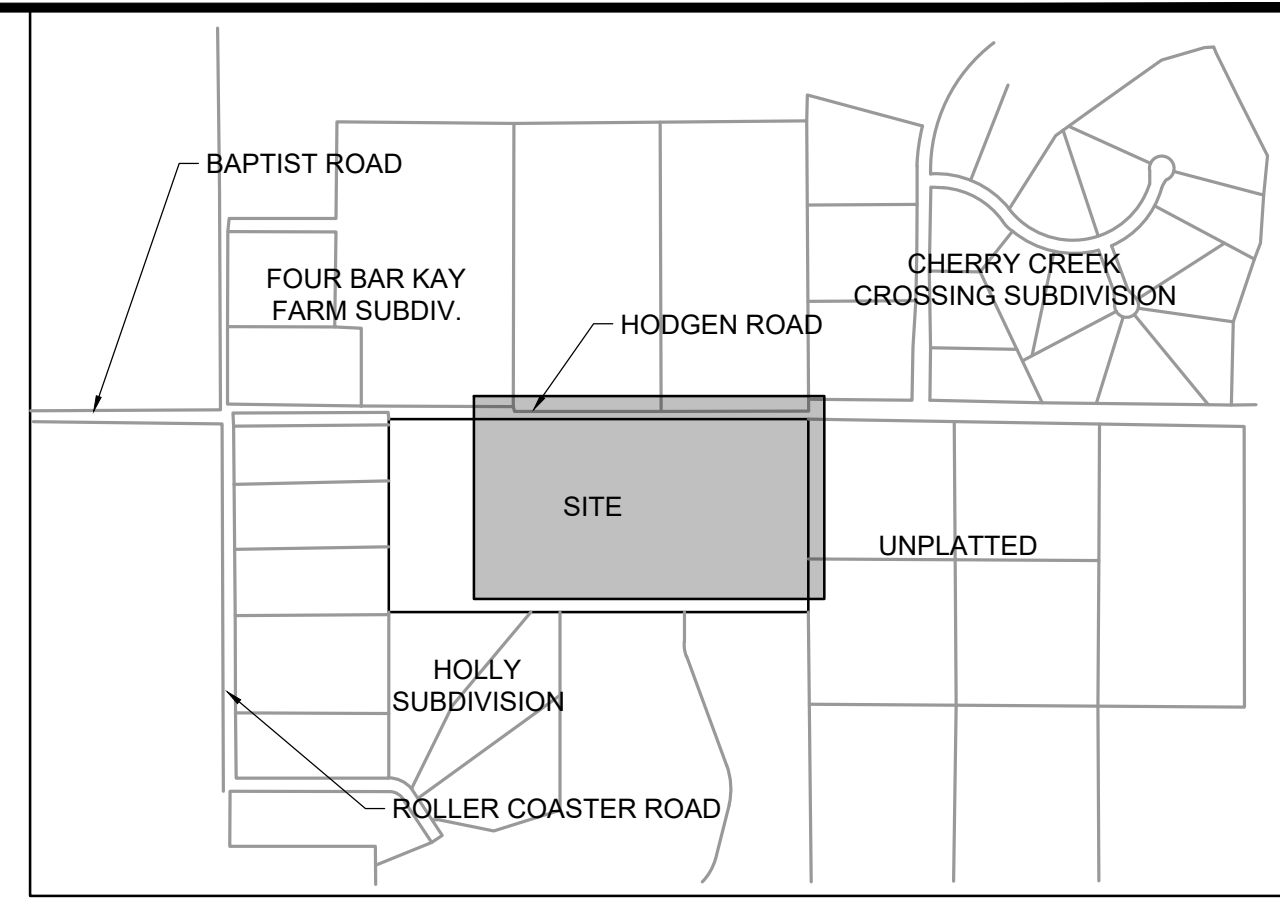 BAPTIST ROAD
FOUR BAR KAY
FARM SUBDIV.
CHERRY CREEK
CROSSING SUBDIVISION
HODGEN ROAD
SITE
UNPLATTED
HOLLY
SUBDIVISION
ROLLER COASTER ROAD